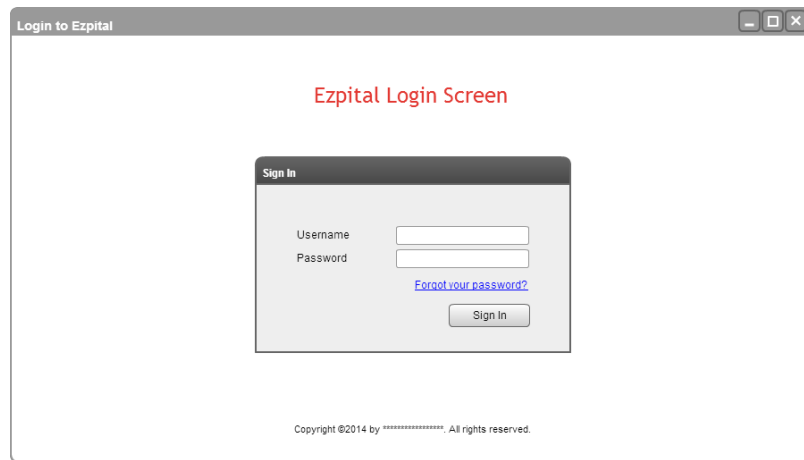 Login to Ezpital
Ezpital Login Screen
Sign In
Username
Password
Forgot your password?
Sign In
Copyright ©2014 by *****************. All rights reserved.